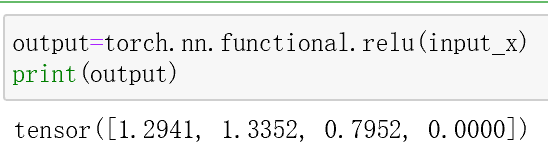 output=torch.nn.functional.relu(input_x)
print(output)
tensor([1.2941, 1.3352, 0.7952, 0.0000])